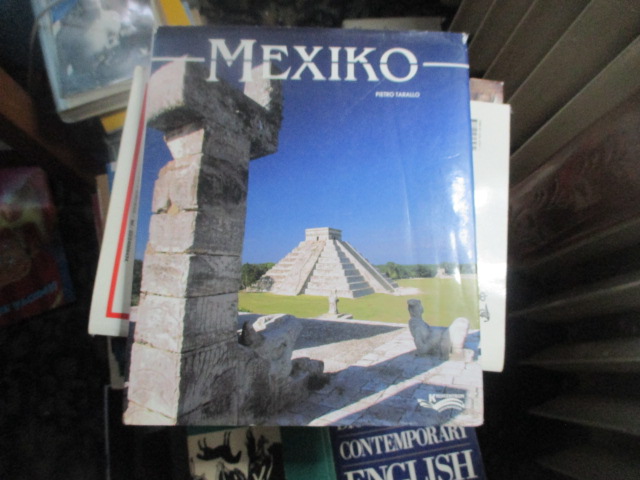 MEXIKO
PIETRO TARALLO
K
CONTEMPORARY
ENGLISH